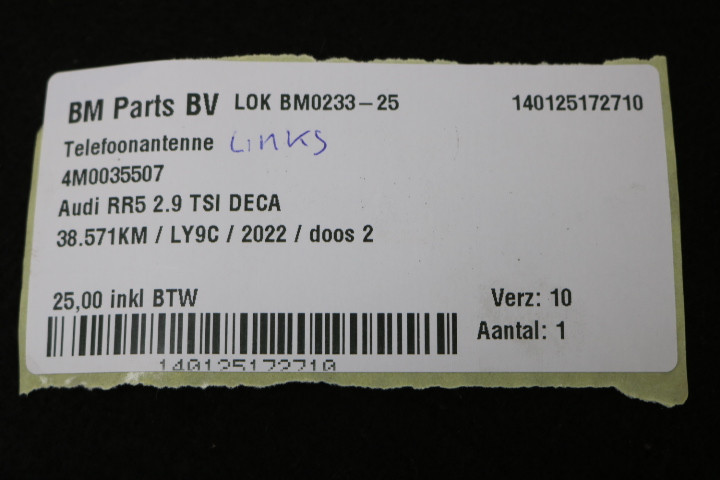 BM Parts BV LOK BM0233-25 140125172710
Telefoonantenne LINKS
4M0035507
Audi RR5 2.9 TSI DECA
38.571KM / LY9C / 2022 / doos 2
25,00 inkl BTW Verz: 10
Aantal: 1
140125172710